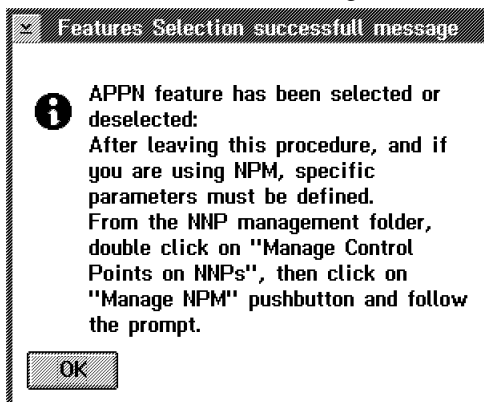 Features Selection successfull message
APPN feature has been selected or
deselected:
After leaving this procedure, and if
you are using NPM, specific
parameters must be defined.
From the NNP management folder,
double click on "Manage Control
Points on NNPs", then click on
"Manage NPM" pushbutton and follow
the prompt.
OK